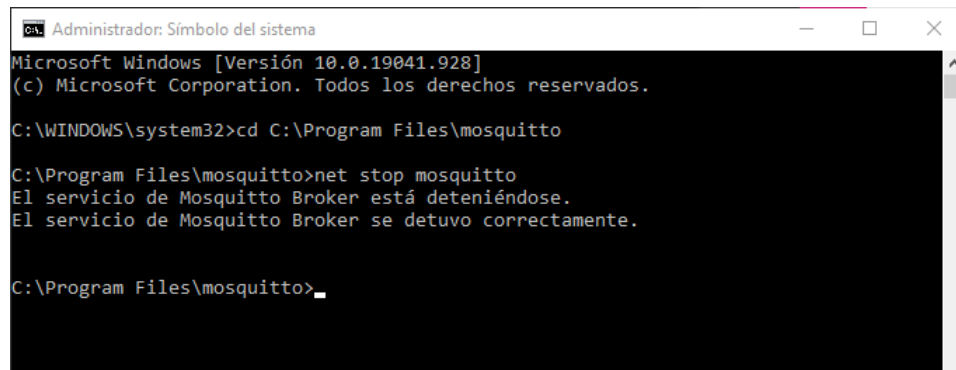 Administrador: Símbolo del sistema
Microsoft Windows [Versión 10.0.19041.928]
(c) Microsoft Corporation. Todos los derechos reservados.
C:\WINDOWS\system32>cd C:\Program Files\mosquitto
C:\Program Files\mosquitto>net stop mosquitto
El servicio de Mosquitto Broker está deteniéndose.
El servicio de Mosquitto Broker se detuvo correctamente.
C:\Program Files\mosquitto>